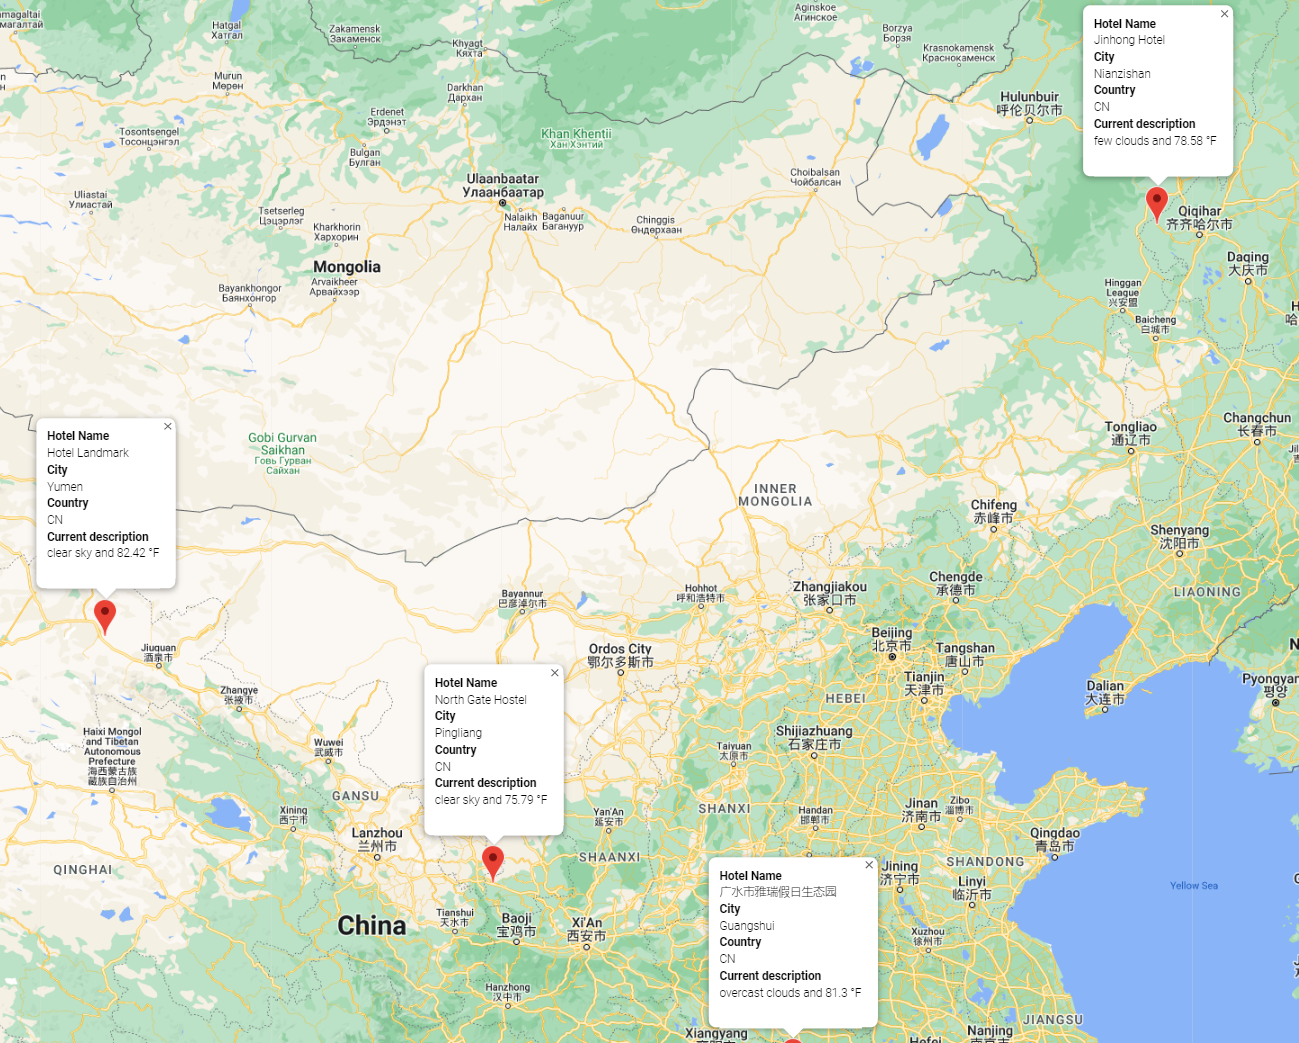 Hatgal
Хатгал
Zakamensk
Закаменск
Khyagt
Кяхта
Aginskoe
Агинское
Borzya
Борзя
Krasnokamensk
Краснокаменск
Hulunbuir
呼伦贝尔市
Hotel Name
Jinhong Hotel
City
Nianzishan
Country
CN
Current description
few clouds and 78.58 °F
Murun
Мөрөн
Darkhan
Дархан
Erdenet
Эрдэнэт
Tosontsengel
Тосонцэнгэл
Bulgan
Булган
Khan Khentii
Хан Хэнтий
Uliastai
Улиастай
Ulaanbaatar
Улаанбаатар
Choibalsan
Чойбалсан
Tsetserleg
Цэцэрлэг
Kharkhorin
Хархорин
Nalaikh
Налайх
Baganuur
Багануур
Chinggis
Өндөрхаан
Qiqihar
齐齐哈尔市
Mongolia
Arvaikheer
Арвайхээр
Bayankhongor
Баянхонгор
Daqing
大庆市
Hinggan
League
兴安盟
Baicheng
白城市
Changchun
长春市
Tongliao
通辽市
Gobi Gurvan
Saikhan
Говь Гурван
Сайхан
Hotel Name
Hotel Landmark
City
Yumen
Country
CN
Current description
clear sky and 82.42 °F
INNER
MONGOLIA
Chifeng
赤峰市
Shenyang
沈阳市
LIAONING
Bayannur
巴彦淖尔市
Hohhot
呼和浩特市
Zhangjiakou
张家口市
Chengde
承德市
Beijing
北京市
Tangshan
唐山市
Tianjin
天津市
Ordos City
鄂尔多斯市
Jiuquan
酒泉市
Zhangye
张掖市
Dalian
大连市
Pyongyan
평양
HEBEI
Hotel Name
North Gate Hostel
City
Pingliang
Country
CN
Current description
clear sky and 75.79 °F
Haixi Mongol
and Tibetan
Autonomous
Prefecture
海西蒙古族
藏族自治州
Wuwei
武威市
Taiyuan
太原市
Shijiazhuang
石家庄市
GANSU
Xining
西宁市
Lanzhou
兰州市
Yan'An
延安市
SHANXI
Handan
邯郸市
Jinan
济南市
Zibo
淄博市
Qingdao
青岛市
QINGHAI
SHAANXI
SHANDONG
Jining
济宁市
Linyi
临沂市
Yellow Sea
China
Tianshui
天水市
Baoji
宝鸡市
Xi'An
西安市
Hotel Name
广水市雅瑞假日生态园
City
Guangshui
Country
CN
Current description
overcast clouds and 81.3 °F
Xuzhou
徐州市
Hanzhong
汉中市
JIANGSU
Xiangyang
Nanjing
Hefei